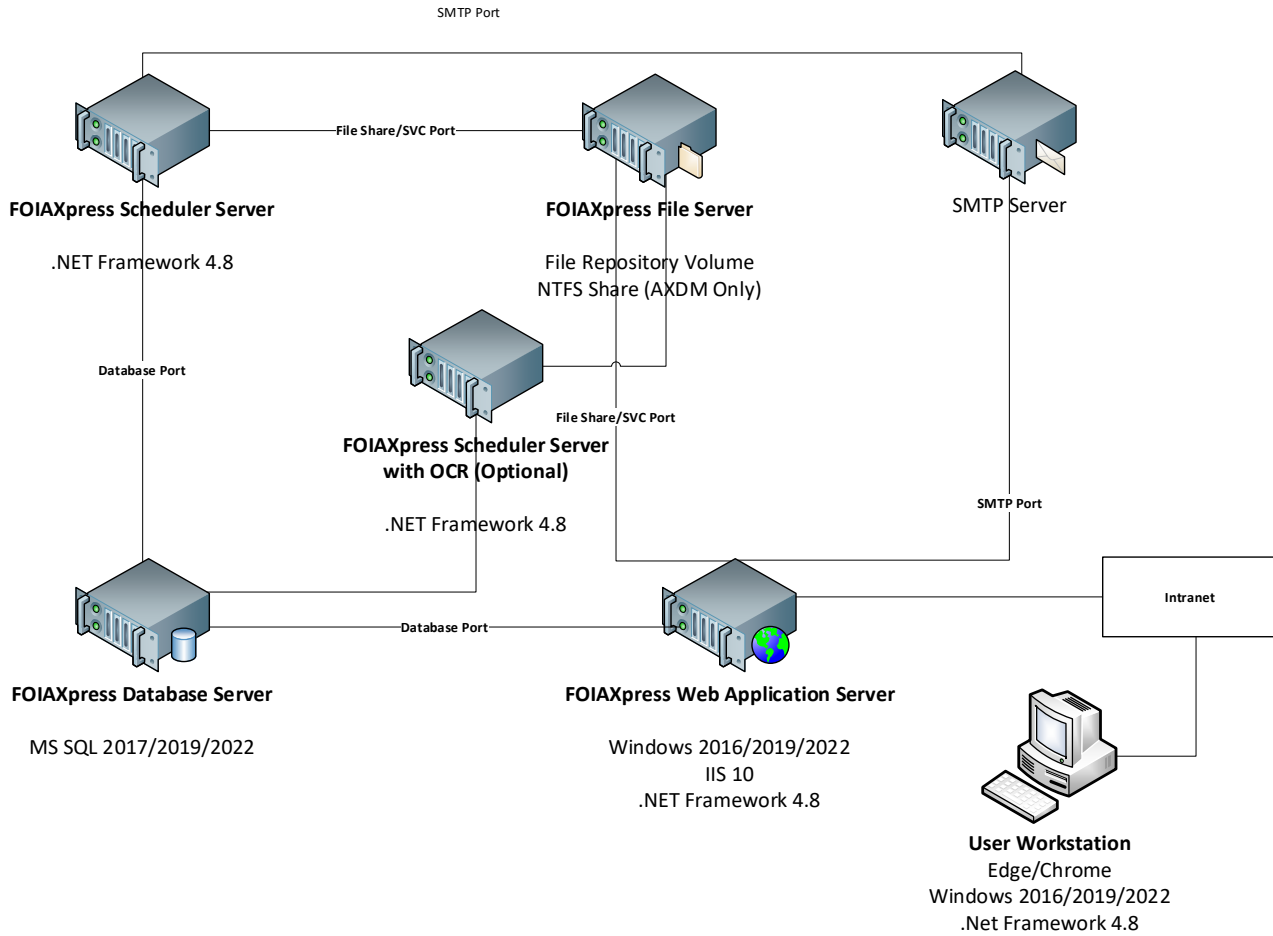 SMTP Port
File Share/SVC Port
FOIAXpress Scheduler Server
.NET Framework 4.8
FOIAXpress File Server
File Repository Volume
NTFS Share (AXDM Only)
SMTP Server
Database Port
File Share/SVC Port
FOIAXpress Scheduler Server
with OCR (Optional)
.NET Framework 4.8
SMTP Port
Intranet
Database Port
FOIAXpress Database Server
MS SQL 2017/2019/2022
FOIAXpress Web Application Server
Windows 2016/2019/2022
IIS 10
.NET Framework 4.8
User Workstation
Edge/Chrome
Windows 2016/2019/2022
.Net Framework 4.8